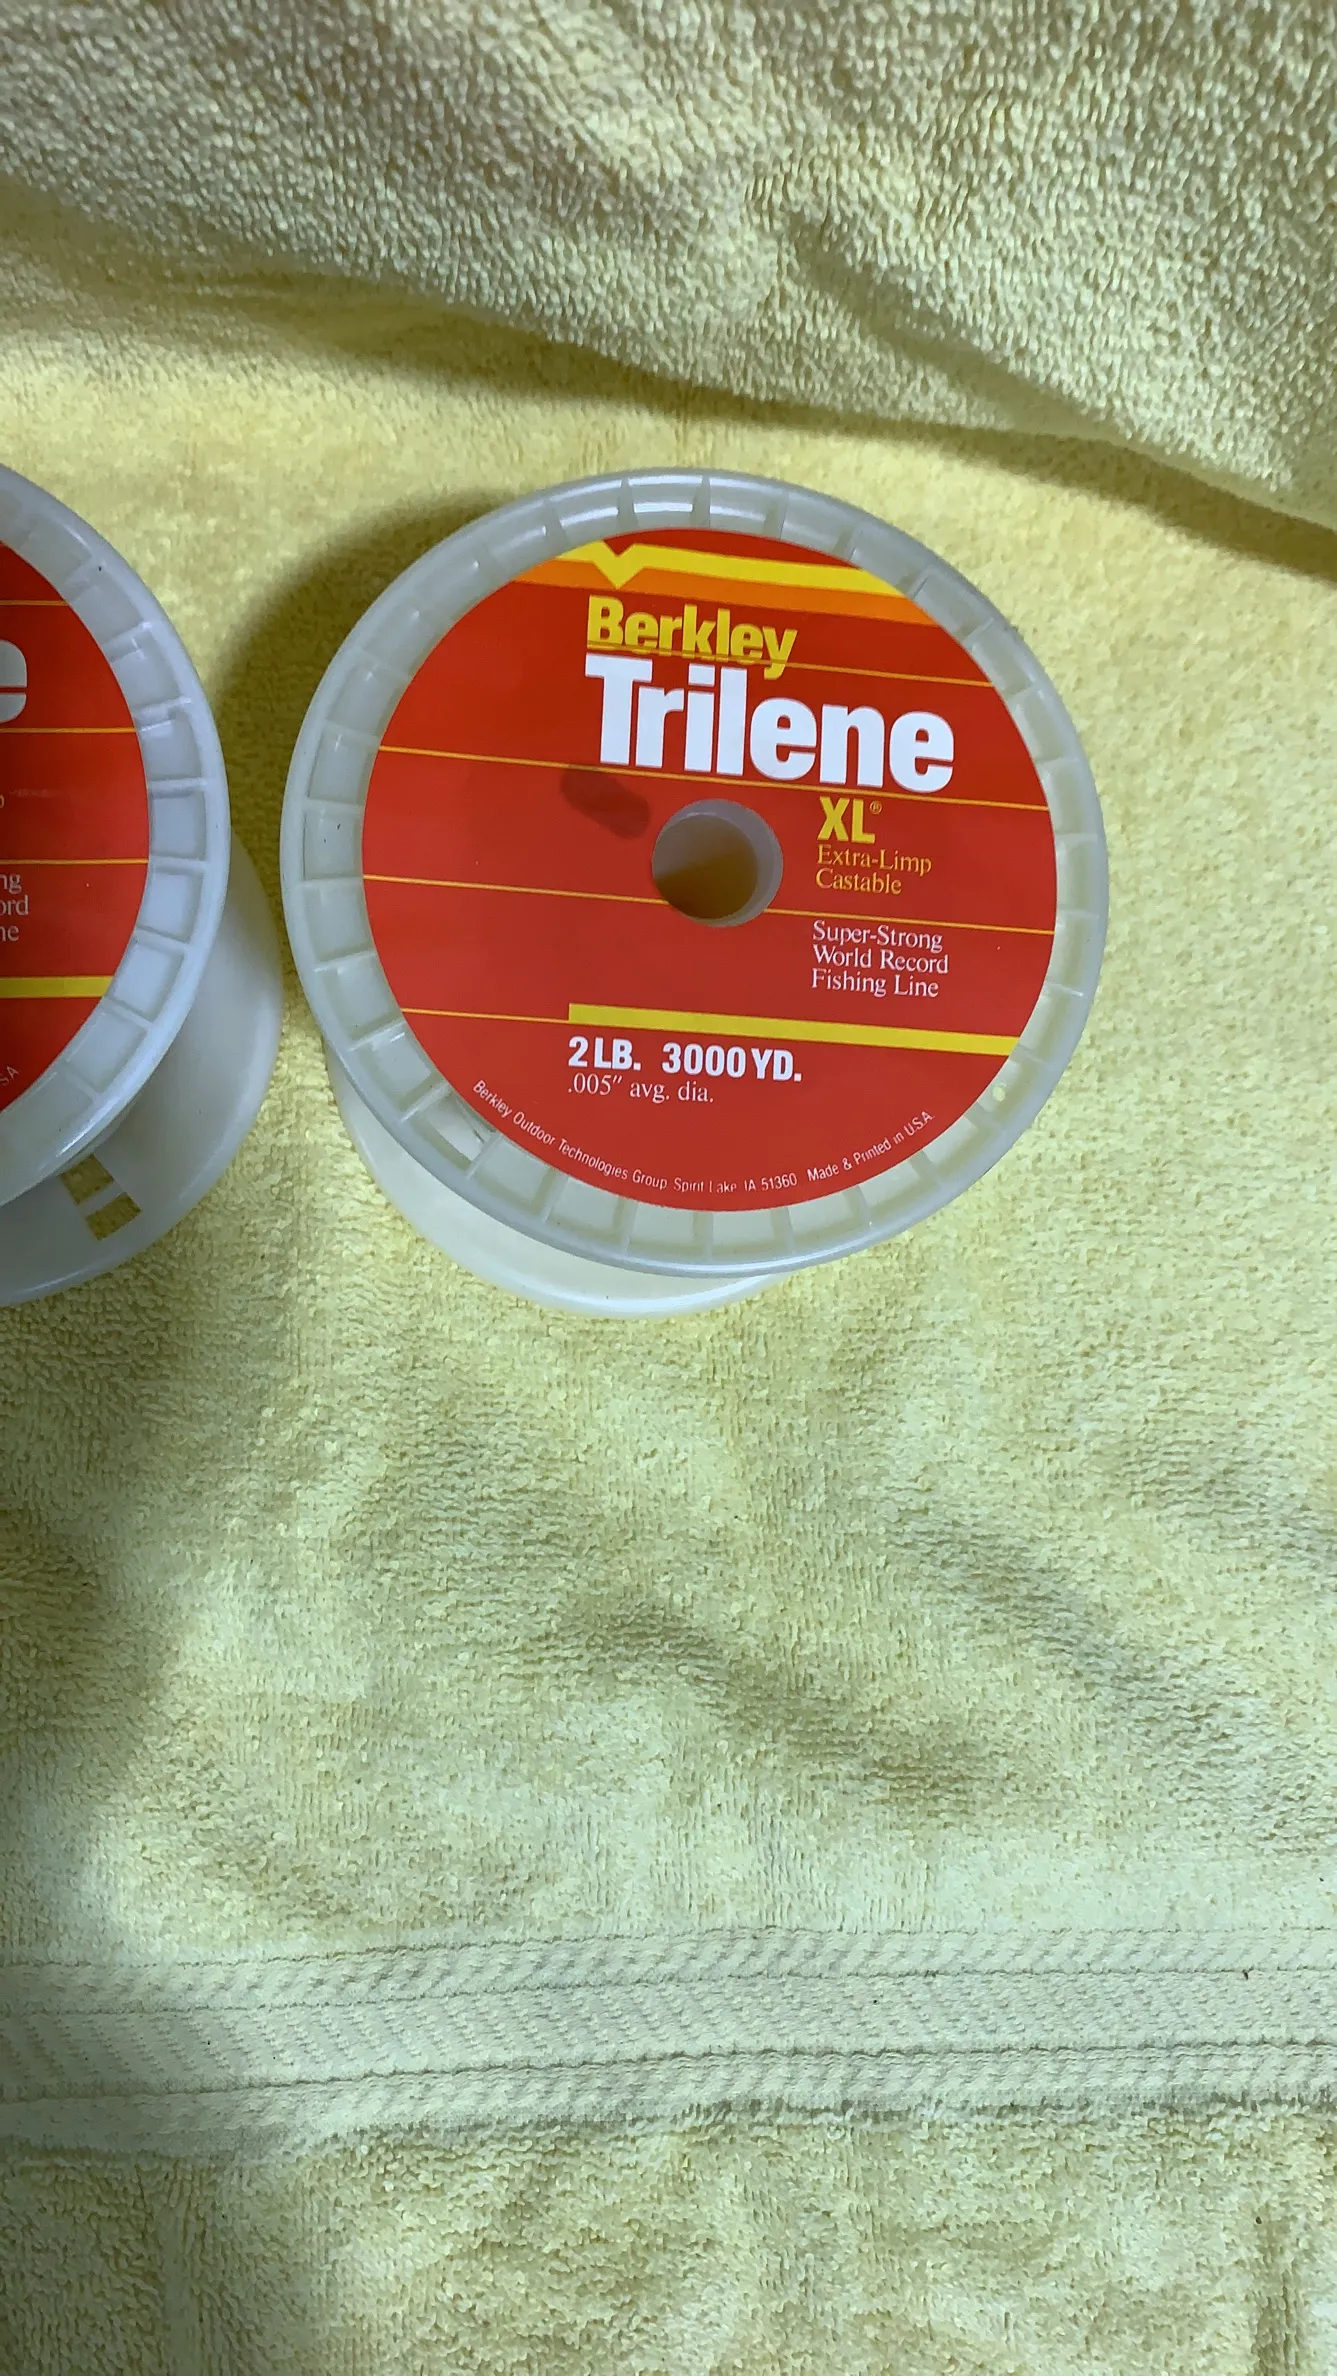 Berkley
Trilene
XL®
Extra-Limp
Castable
Super-Strong
World Record
Fishing Line
2 LB. 3000 YD.
.005" avg. dia.
Berkley Outdoor Technologies Group Spirit Lake IA 51360 Made & Printed in U.S.A.